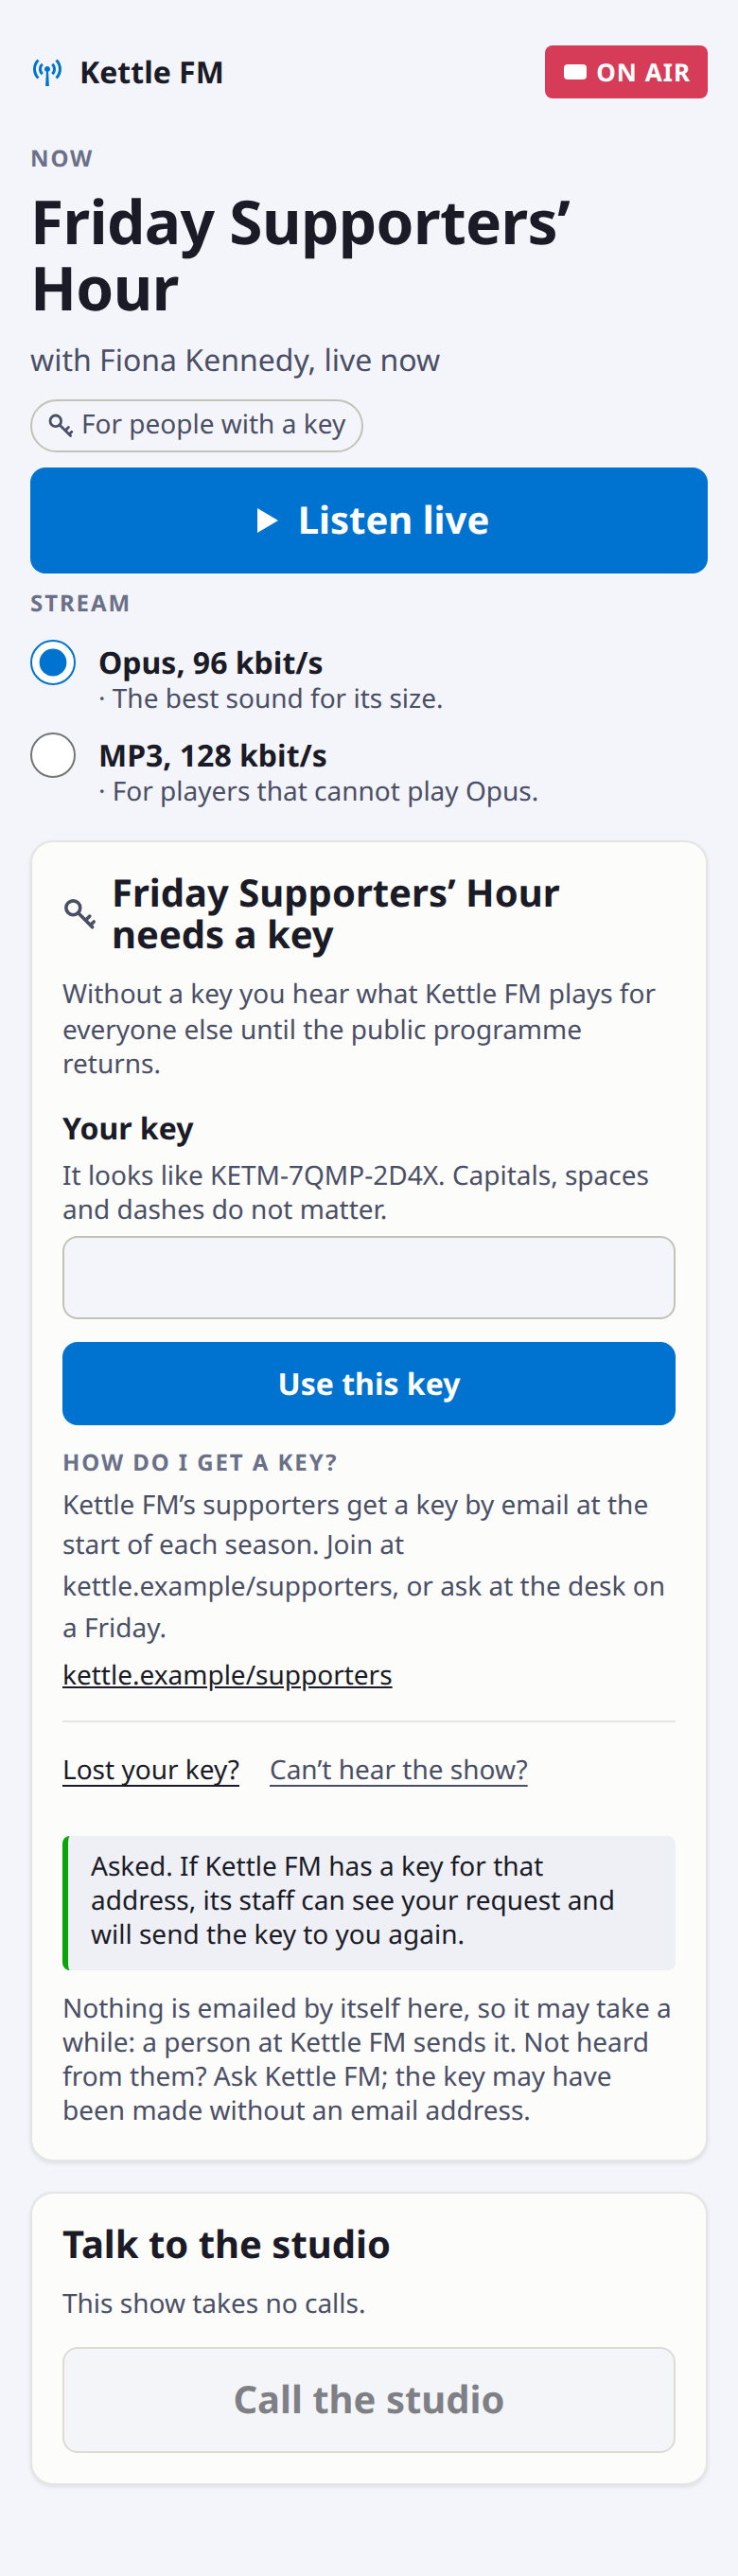 Kettle FM
ON AIR
NOW
Friday Supporters’
Hour
with Fiona Kennedy, live now
For people with a key
Listen live
STREAM
Opus, 96 kbit/s
· The best sound for its size.
MP3, 128 kbit/s
· For players that cannot play Opus.
Friday Supporters’ Hour
needs a key
Without a key you hear what Kettle FM plays for
everyone else until the public programme
returns.
Your key
It looks like KETM-7QMP-2D4X. Capitals, spaces
and dashes do not matter.
Use this key
HOW DO I GET A KEY?
Kettle FM’s supporters get a key by email at the
start of each season. Join at
kettle.example/supporters, or ask at the desk on
a Friday.
kettle.example/supporters
Lost your key? Can’t hear the show?
Asked. If Kettle FM has a key for that
address, its staff can see your request and
will send the key to you again.
Nothing is emailed by itself here, so it may take a
while: a person at Kettle FM sends it. Not heard
from them? Ask Kettle FM; the key may have
been made without an email address.
Talk to the studio
This show takes no calls.
Call the studio